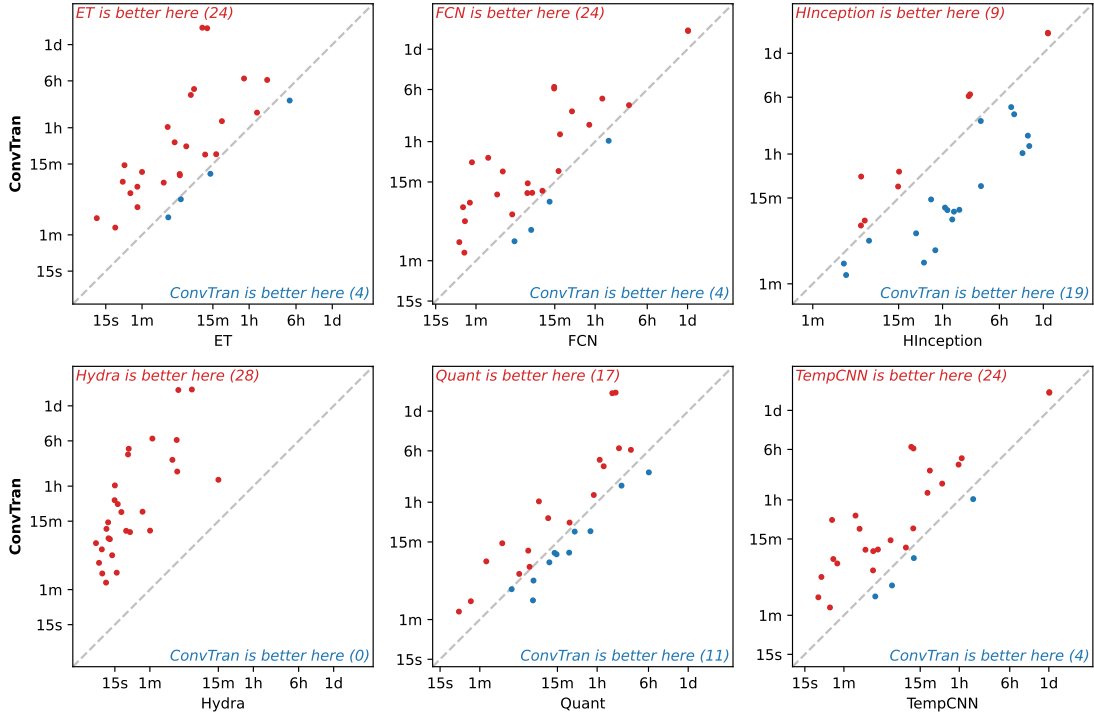 ET is better here (24)
1d
6h
1h
15m
1m
15s
ConvTran
ConvTran is better here (4)
15s 1m 15m 1h 6h 1d
ET
FCN is better here (24)
1d
6h
1h
15m
1m
15s
ConvTran is better here (4)
15s 1m 15m 1h 6h 1d
FCN
HInception is better here (9)
1d
6h
1h
15m
1m
ConvTran is better here (19)
1m 15m 1h 6h 1d
HInception
Hydra is better here (28)
1d
6h
1h
15m
1m
15s
ConvTran
ConvTran is better here (0)
15s 1m 15m 1h 6h 1d
Hydra
Quant is better here (17)
1d
6h
1h
15m
1m
15s
ConvTran is better here (11)
15s 1m 15m 1h 6h 1d
Quant
TempCNN is better here (24)
1d
6h
1h
15m
1m
15s
ConvTran is better here (4)
15s 1m 15m 1h 6h 1d
TempCNN